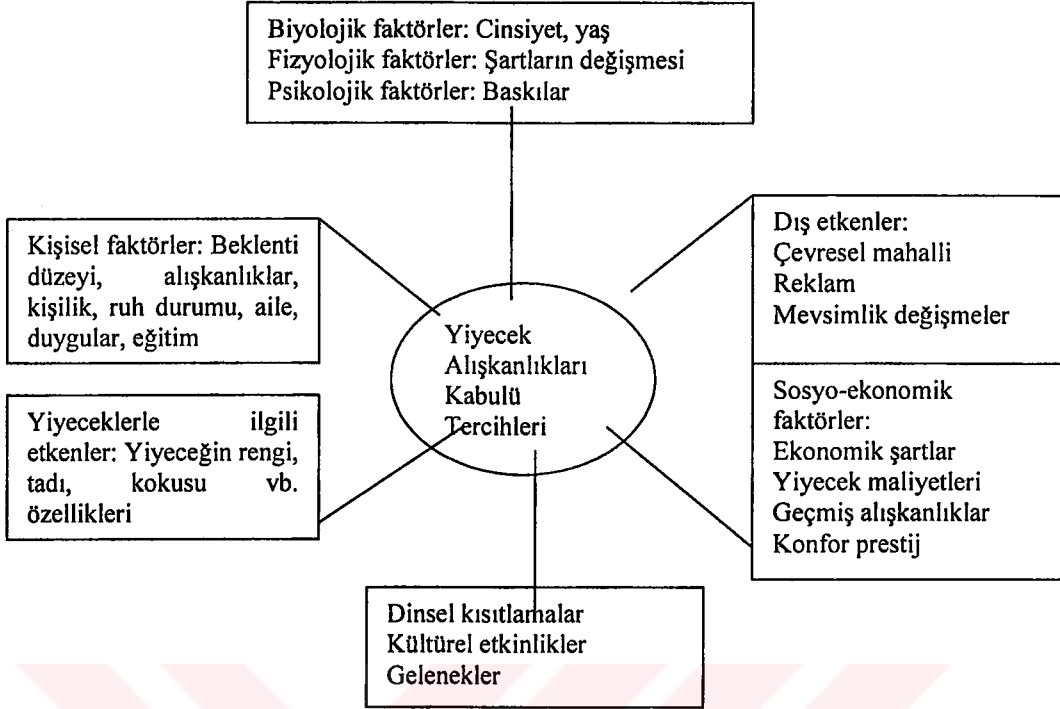 Biyolojik faktörler: Cinsiyet, yaş
Fizyolojik faktörler: Şartların değişmesi
Psikolojik faktörler: Baskılar
Kişisel faktörler: Beklenti
düzeyi, alışkanlıklar,
kişilik, ruh durumu, aile,
duygular, eğitim
Dış etkenler:
Çevresel mahalli
Reklam
Mevsimlik değişmeler
Yiyecek
Alışkanlıkları
Kabulü
Tercihleri
Yiyeceklerle ilgili
etkenler: Yiyeceğin rengi,
tadı, kokusu vb.
özellikleri
Sosyo-ekonomik
faktörler:
Ekonomik şartlar
Yiyecek maliyetleri
Geçmiş alışkanlıklar
Konfor prestij
Dinsel kısıtlamalar
Kültürel etkinlikler
Gelenekler